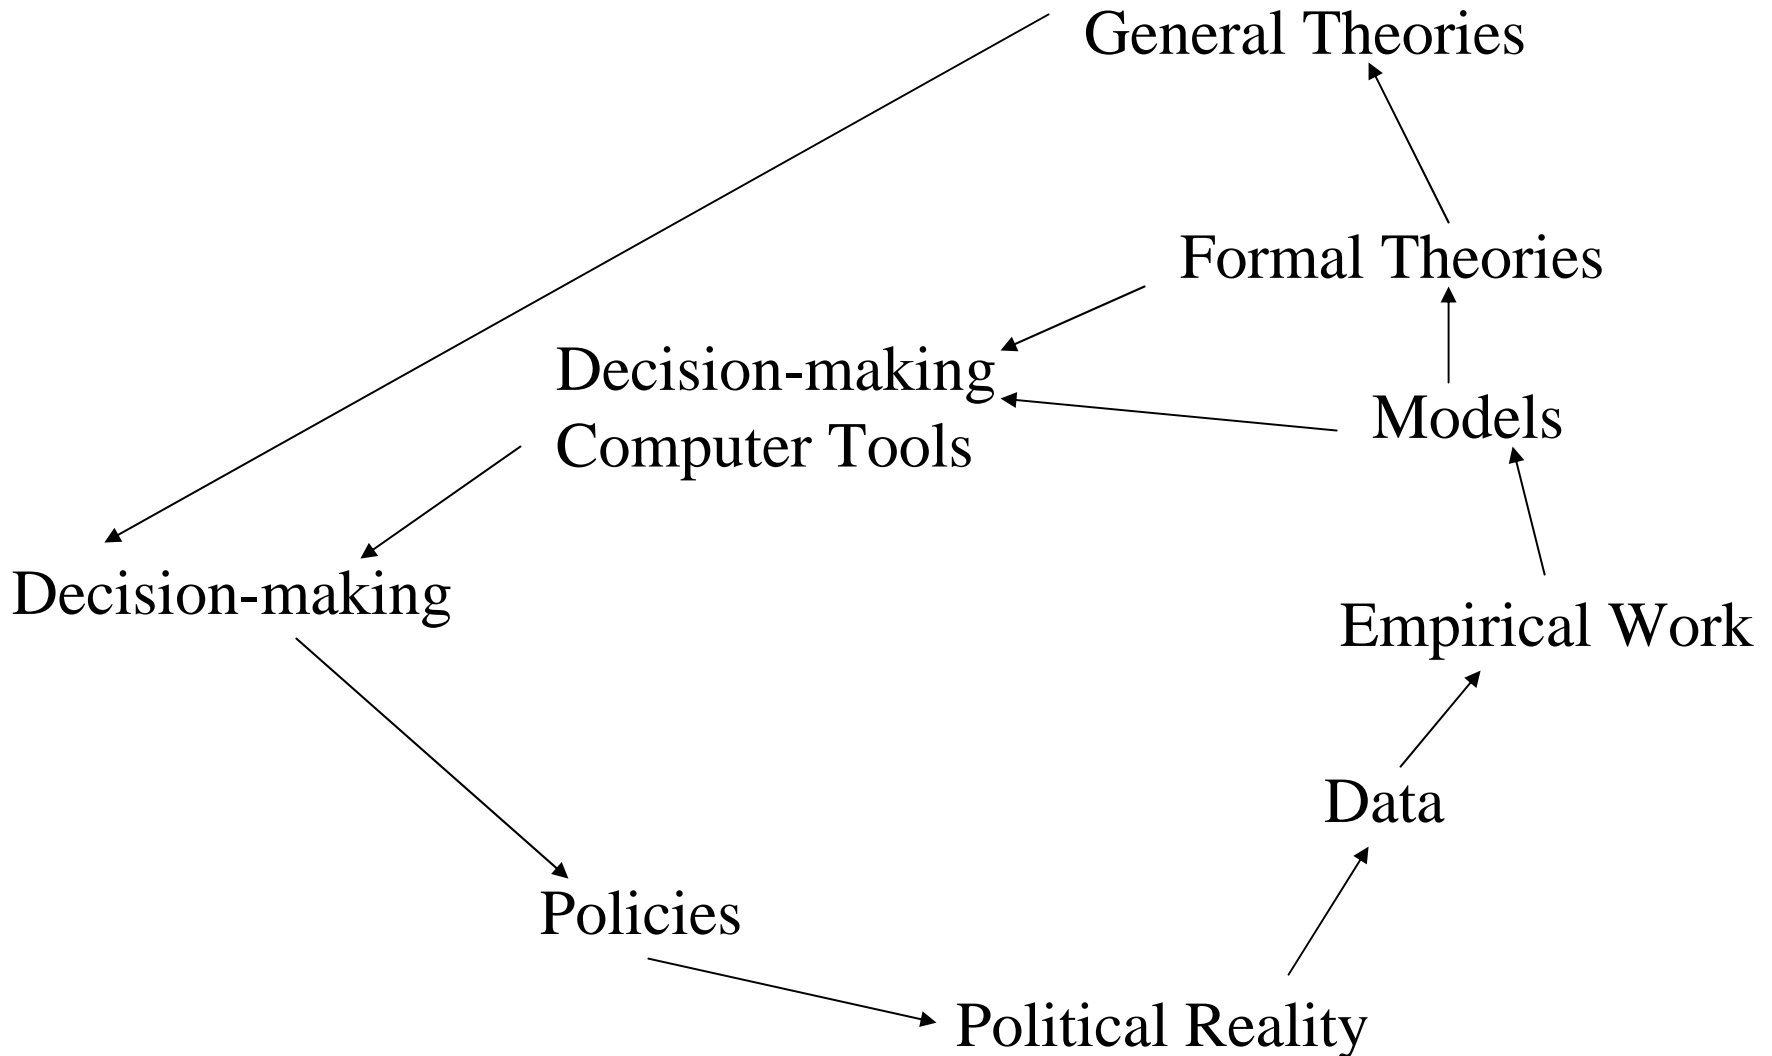 General Theories
Formal Theories
Decision-making
Computer Tools
Models
Decision-making
Empirical Work
Data
Policies
Political Reality